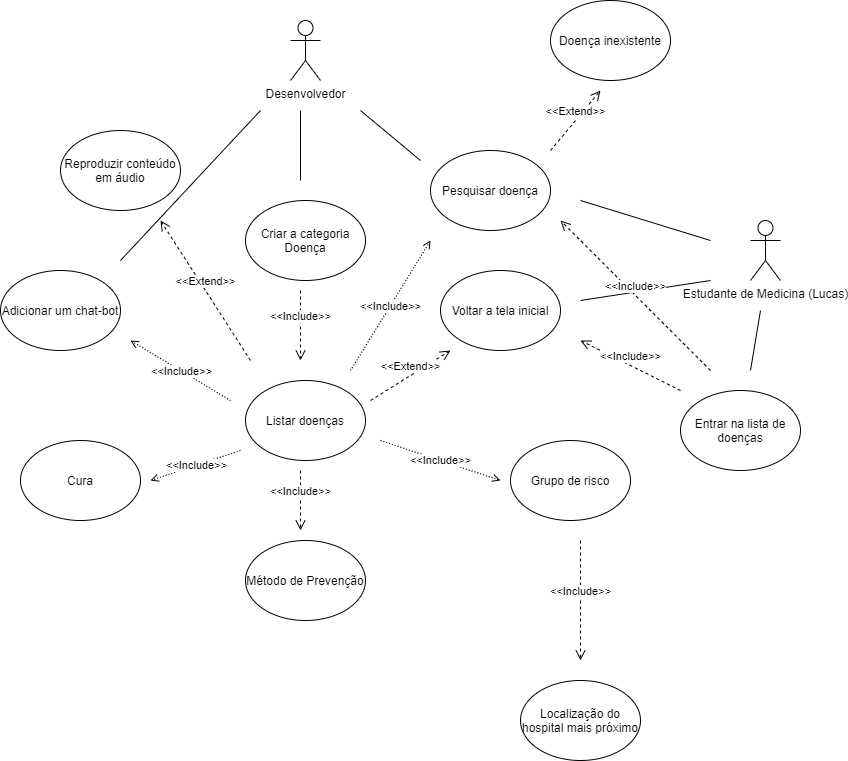 Doença inexistente
Desenvolvedor
<<Extend>>
Reproduzir conteúdo
em áudio
Pesquisar doença
Criar a categoria
Doença
<<Extend>>
<<Include>>
Estudante de Medicina (Lucas)
Adicionar um chat-bot
<<Include>>
<<Include>>
Voltar a tela inicial
<<Include>>
<<Extend>>
<<Include>>
Listar doenças
Entrar na lista de
doenças
<<Include>>
<<Include>>
Cura
<<Include>>
Grupo de risco
Método de Prevenção
<<Include>>
Localização do
hospital mais próximo